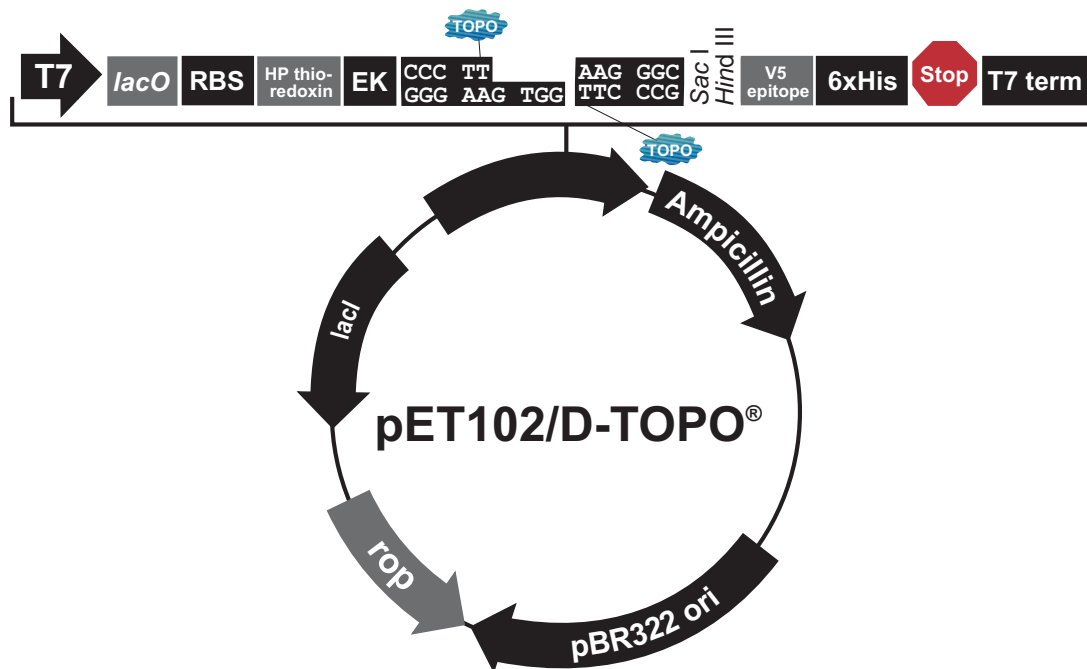 TOPO
T7
lacO
RBS
HP thio-
redoxin
EK
CCC TT
GGG AAG TGG
AAG GGC
TTC CCG
Sac I
Hind III
V5
epitope
6xHis
Stop
T7 term
TOPO
Ampicillin
lacI
pET102/D-TOPO®
rop
pBR322 ori